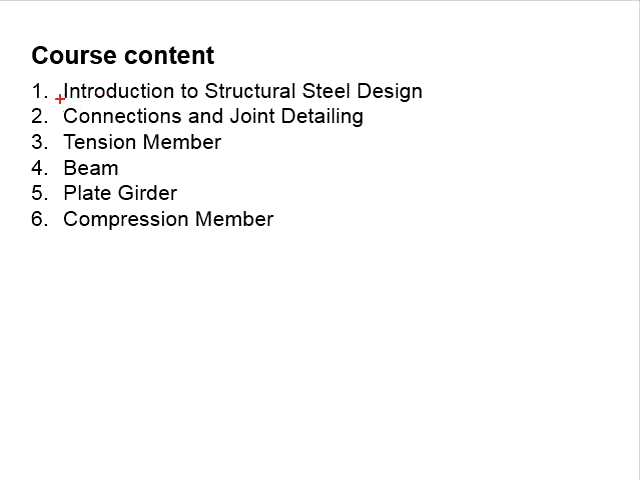 Course content
1. Introduction to Structural Steel Design
2. Connections and Joint Detailing
3. Tension Member
4. Beam
5. Plate Girder
6. Compression Member